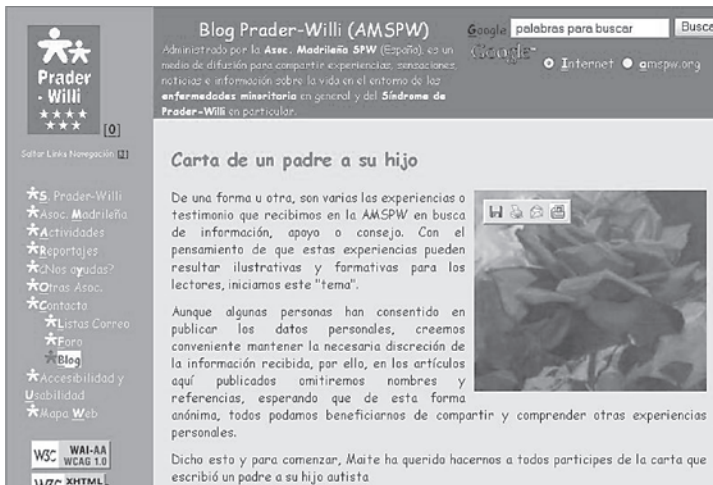 Blog Prader-Willi (AMSPW)
Administrado por la Asoc. Madrileña SPW (España), es un
medio de difusión para compartir experiencias, sensaciones,
noticias e información sobre la vida en el entorno de las
enfermedades minoritaria en general y del Síndrome de
Prader-Willi en particular.
Google palabras para buscar Busca
Google
Internet amspw.org
Prader
- Willi
[0]
Saltar Links Navegación: [2]
S. Prader-Willi
Asoc. Madrileña
Actividades
Reportajes
¿Nos ayudas?
Otras Asoc.
Contacta
Listas Correo
Foro
Blog
Accesibilidad y
Usabilidad
Mapa Web
W3C WAI-AA
WCAG 1.0
W3C XHTML
Carta de un padre a su hijo
De una forma u otra, son varias las experiencias o
testimonio que recibimos en la AMSPW en busca
de información, apoyo o consejo. Con el
pensamiento de que estas experiencias pueden
resultar ilustrativas y formativas para los
lectores, iniciamos este "tema".
Aunque algunas personas han consentido en
publicar los datos personales, creemos
conveniente mantener la necesaria discreción de
la información recibida, por ello, en los artículos
aquí publicados omitiremos nombres y
referencias, esperando que de esta forma
anónima, todos podamos beneficiarnos de compartir y comprender otras experiencias
personales.
Dicho esto y para comenzar, Maite ha querido hacernos a todos participes de la carta que
escribió un padre a su hijo autista